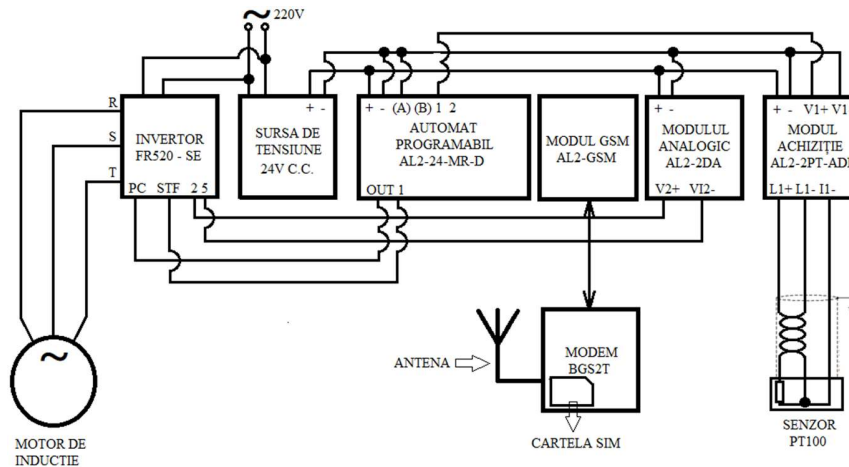 ~ 220V
+ -
+ - (A) (B) 1 2
+ -
+ - V1+ V1
R
S
T
INVERTOR
FR520 - SE
PC STF 2 5
SURSA DE
TENSIUNE
24V C.C.
AUTOMAT
PROGRAMABIL
AL2-24-MR-D
OUT 1
MODUL GSM
AL2-GSM
MODULUL
ANALOGIC
AL2-2DA
V2+ VI2-
MODUL
ACHIZIȚIE
AL2-2PT-AD
L1+ L1- I1-
~
MOTOR DE
INDUCTIE
ANTENA
MODEM
BGS2T
CARTELA SIM
SENZOR
PT100